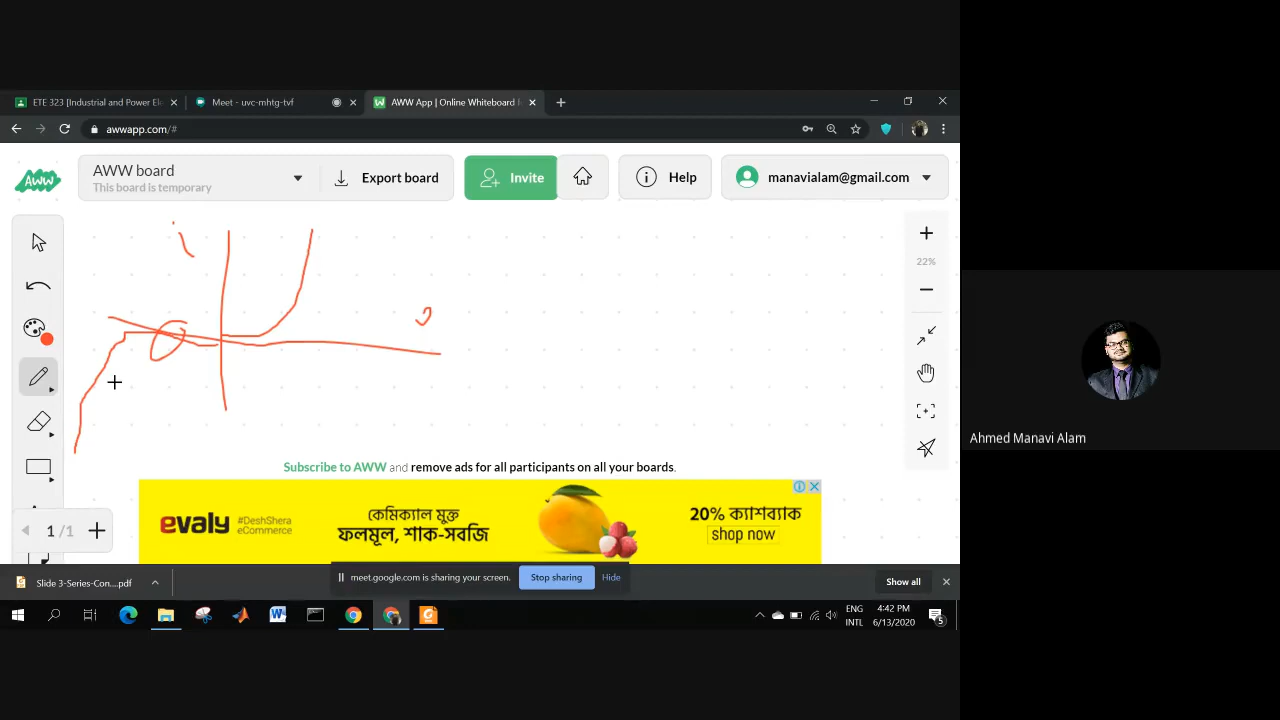 ETE 323 [Industrial and Power El
Meet - uvc-mhtg-tvf
AWW App | Online Whiteboard
awwapp.com/#
AWW
AWW board
This board is temporary
Export board
Invite
Help
manavialam@gmail.com
i
22%
Subscribe to AWW and remove ads for all participants on all your boards.
evaly
#DeshShera
eCommerce
কেমিক্যাল মুক্ত
ফলমূল, শাক-সবজি
20% ক্যাশব্যাক
shop now
1/1
Slide 3-Series-Con....pdf
meet.google.com is sharing your screen.
Stop sharing
Hide
Show all
ENG
INTL
4:42 PM
6/13/2020
5
Ahmed Manavi Alam